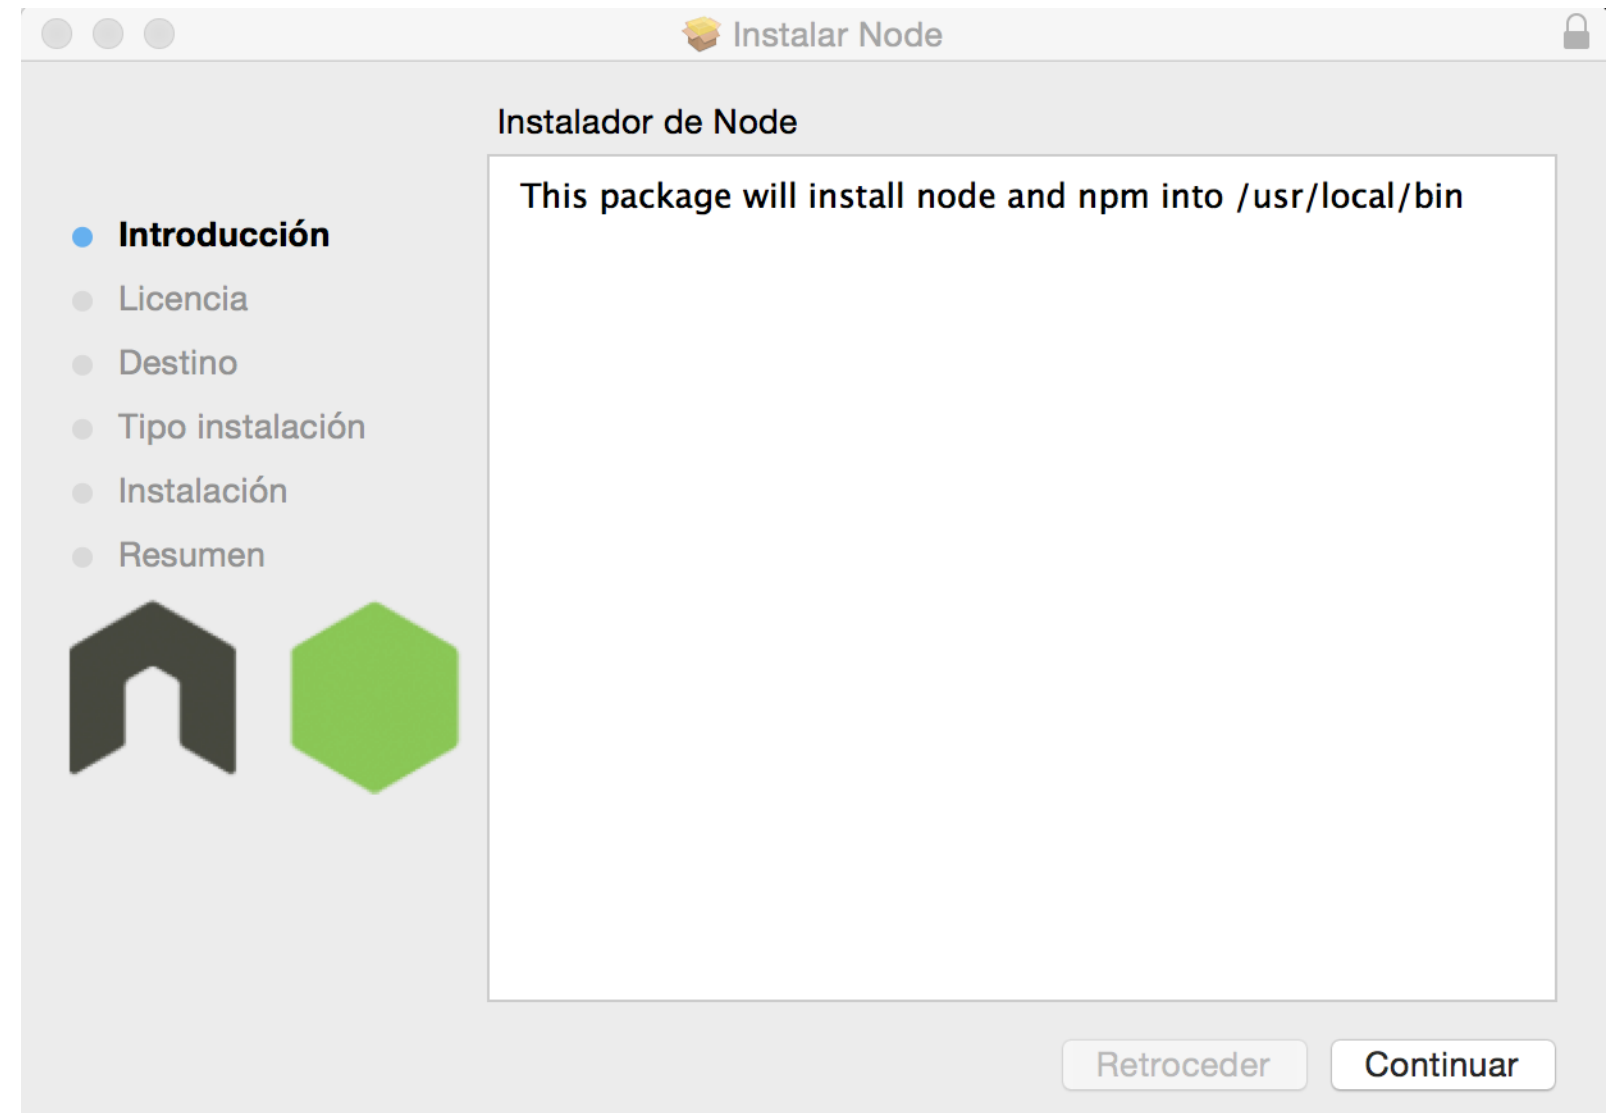 Instalar Node
Instalador de Node
This package will install node and npm into /usr/local/bin
Introducción
Licencia
Destino
Tipo instalación
Instalación
Resumen
Retroceder
Continuar